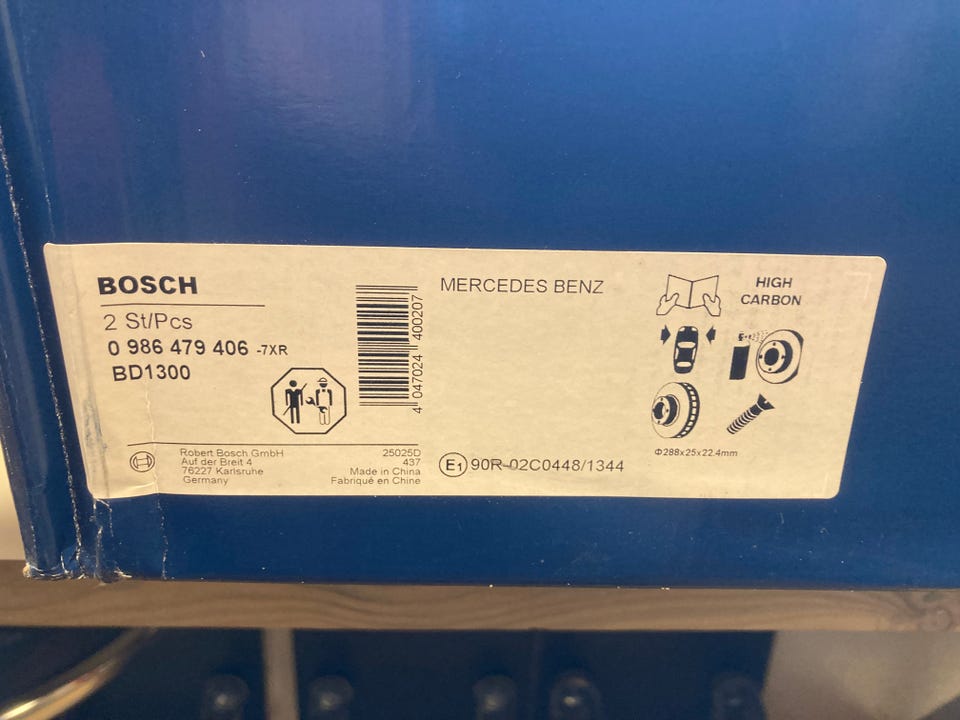 BOSCH
2 St/Pcs
0 986 479 406 -7XR
BD1300
4 047024 400207
Robert Bosch GmbH
Auf der Breit 4
76227 Karlsruhe
Germany
25025D
437
Made in China
Fabriqué en Chine
MERCEDES BENZ
E1 90R-02C0448/1344
HIGH
CARBON
Φ288x25x22.4mm